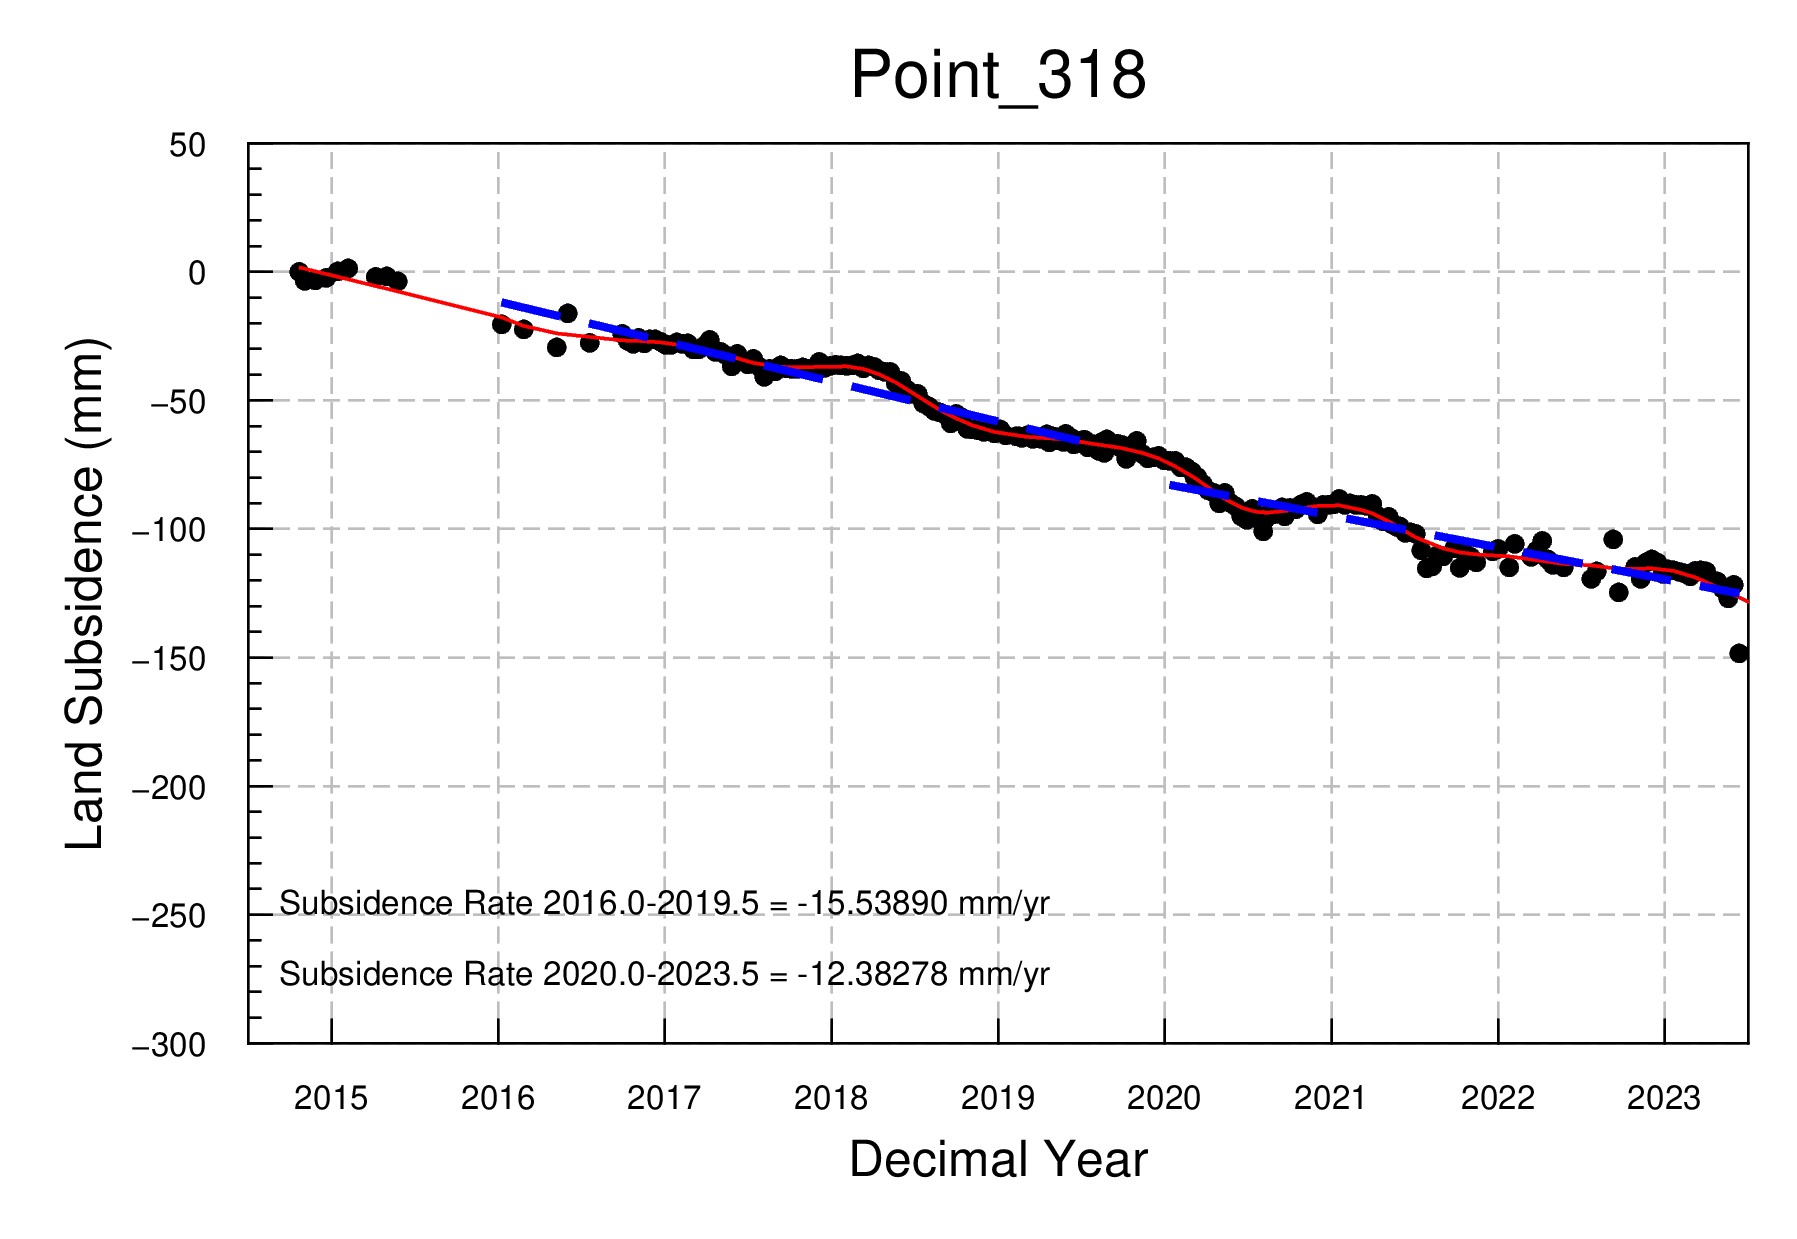 Point_318
50
0
−50
−100
−150
−200
−250
−300
Land Subsidence (mm)
Subsidence Rate 2016.0-2019.5 = -15.53890 mm/yr
Subsidence Rate 2020.0-2023.5 = -12.38278 mm/yr
2015 2016 2017 2018 2019 2020 2021 2022 2023
Decimal Year